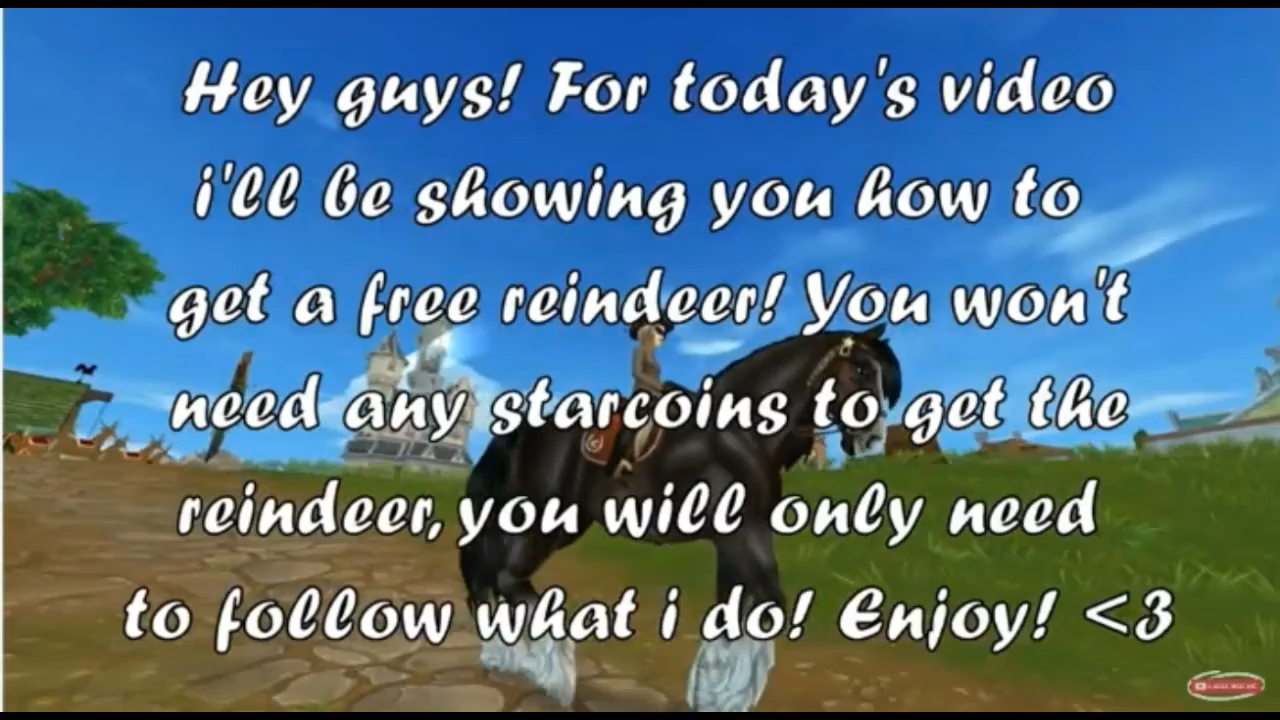 Hey guys! For today's video
i'll be showing you how to
get a free reindeer! You won't
need any starcoins to get the
reindeer, you will only need
to follow what i do! Enjoy! <3